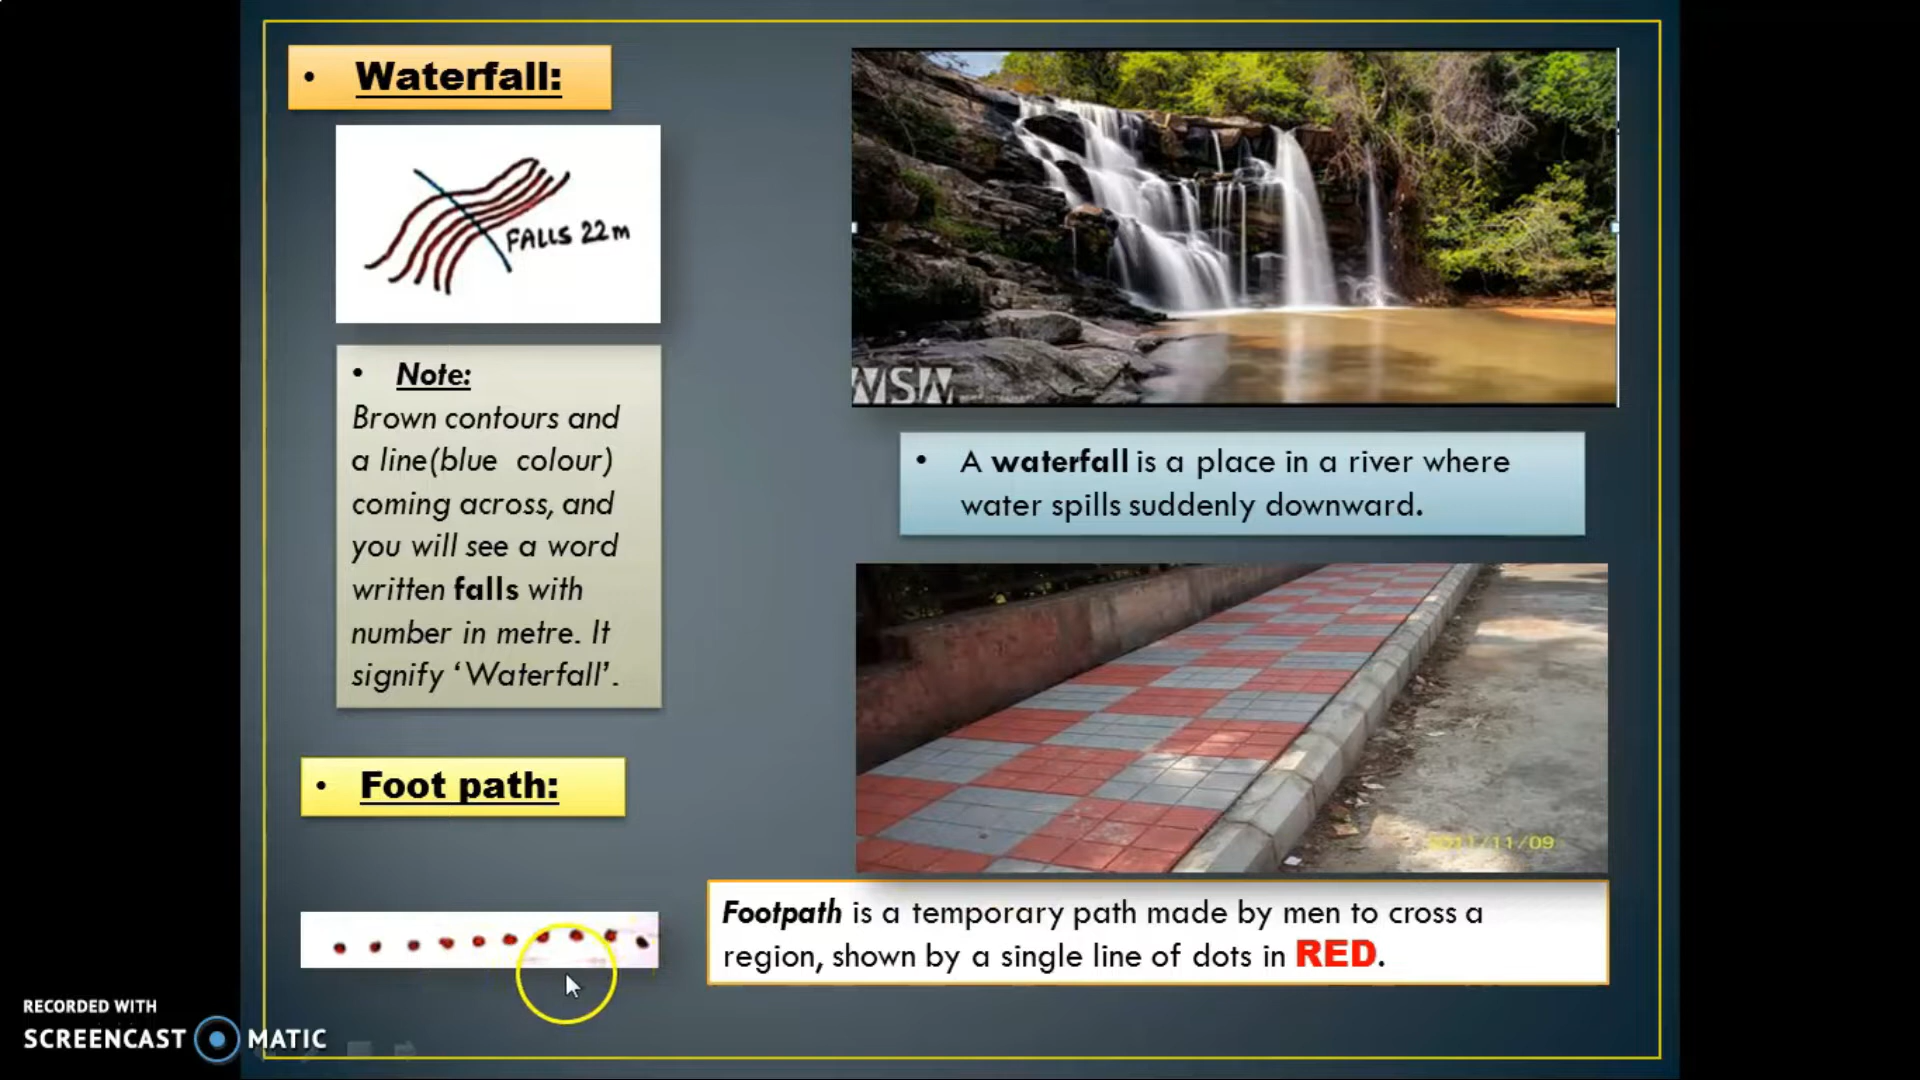 • Waterfall:
FALLS 22m
• Note:
Brown contours and
a line(blue colour)
coming across, and
you will see a word
written falls with
number in metre. It
signify ‘Waterfall’.
WSW
• A waterfall is a place in a river where
water spills suddenly downward.
• Foot path:
Footpath is a temporary path made by men to cross a
region, shown by a single line of dots in RED.
RECORDED WITH
SCREENCAST MATIC